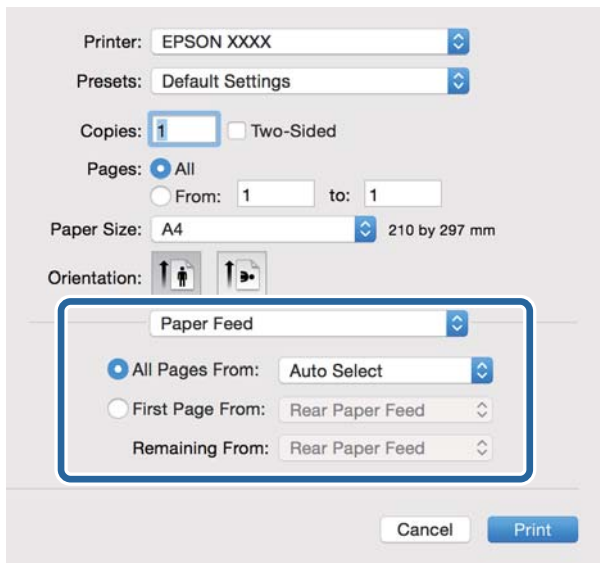 Printer: EPSON XXXX
Presets: Default Settings
Copies: 1 Two-Sided
Pages: All
From: 1 to: 1
Paper Size: A4 210 by 297 mm
Orientation:
Paper Feed
All Pages From: Auto Select
First Page From: Rear Paper Feed
Remaining From: Rear Paper Feed
Cancel Print